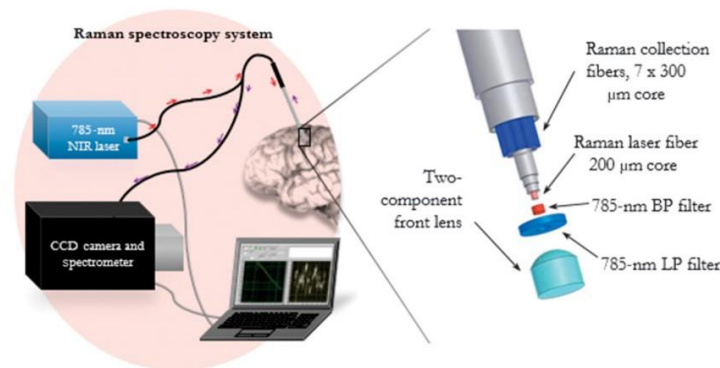 Raman spectroscopy system
785-nm
NIR laser
CCD camera and
spectrometer
Two-
component
front lens
Raman collection
fibers, 7 x 300
µm core
Raman laser fiber
200 µm core
785-nm BP filter
785-nm LP filter